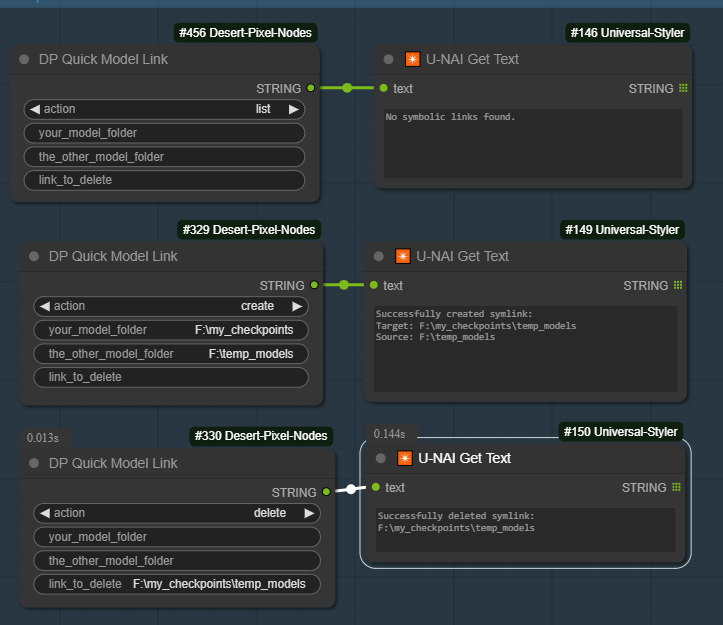 #456 Desert-Pixel-Nodes
#146 Universal-Styler
DP Quick Model Link
U-NAI Get Text
STRING
text
STRING
action
list
No symbolic links found.
your_model_folder
the_other_model_folder
link_to_delete
#329 Desert-Pixel-Nodes
#149 Universal-Styler
DP Quick Model Link
U-NAI Get Text
STRING
text
STRING
action
create
your_model_folder
F:\my_checkpoints
the_other_model_folder
F:\temp_models
link_to_delete
Successfully created symlink:
Target: F:\my_checkpoints\temp_models
Source: F:\temp_models
0.013s
#330 Desert-Pixel-Nodes
0.144s
#150 Universal-Styler
DP Quick Model Link
U-NAI Get Text
STRING
text
STRING
action
delete
your_model_folder
the_other_model_folder
link_to_delete
F:\my_checkpoints\temp_models
Successfully deleted symlink:
F:\my_checkpoints\temp_models